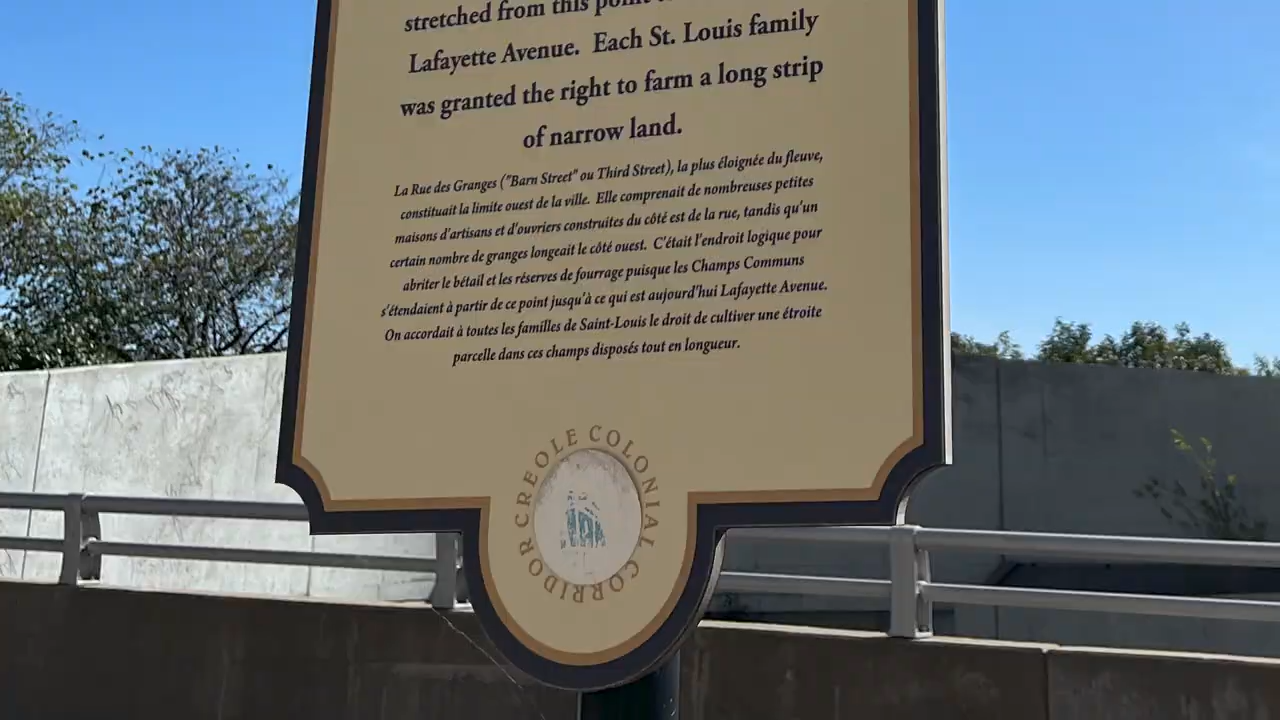 stretched from this point
Lafayette Avenue. Each St. Louis family
was granted the right to farm a long strip
of narrow land.
La Rue des Granges ("Barn Street" ou Third Street), la plus éloignée du fleuve,
constituait la limite ouest de la ville. Elle comprenait de nombreuses petites
maisons d'artisans et d'ouvriers construites du côté est de la rue, tandis qu'un
certain nombre de granges longeait le côté ouest. C'était l'endroit logique pour
abriter le bétail et les réserves de fourrage puisque les Champs Communs
s'étendaient à partir de ce point jusqu'à ce qui est aujourd'hui Lafayette Avenue.
On accordait à toutes les familles de Saint-Louis le droit de cultiver une étroite
parcelle dans ces champs disposés tout en longueur.
CREOLE COLONIAL CORRIDOR